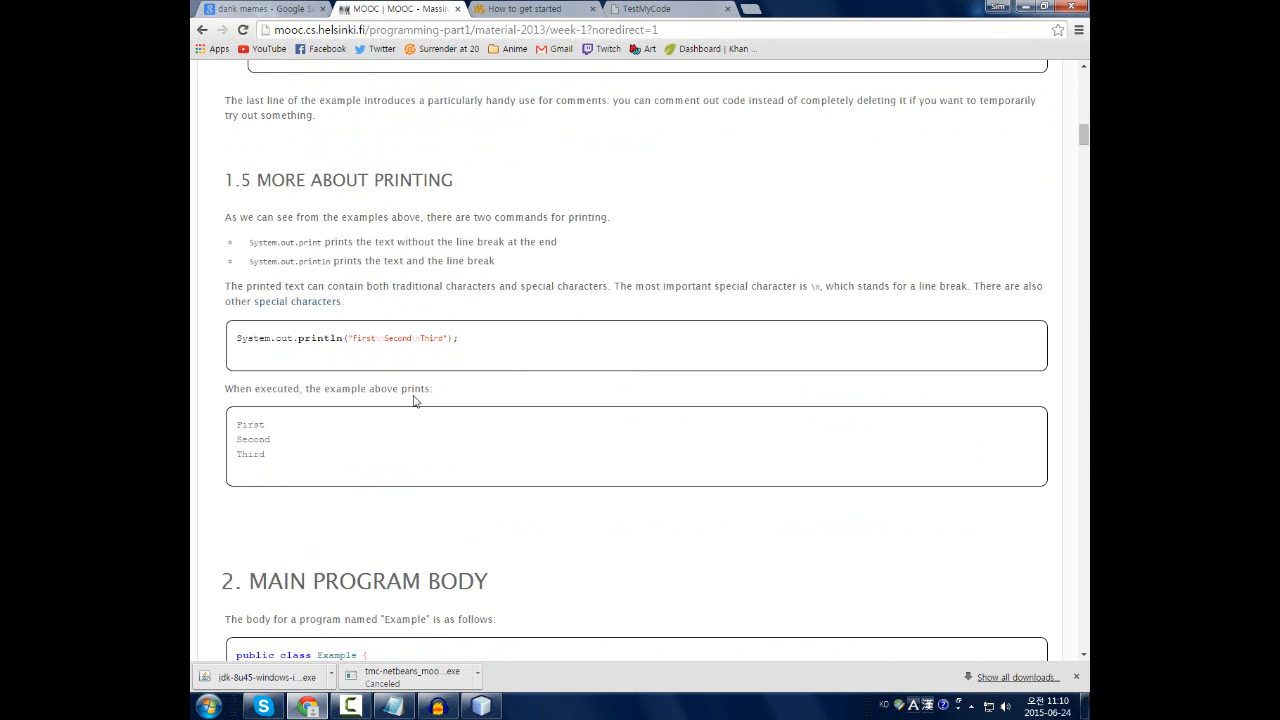 dank memes - Google Se
MOOC | MOOC - Massiv
How to get started
TestMyCode
Sim
mooc.cs.helsinki.fi/programming-part1/material-2013/week-1?noredirect=1
Apps YouTube Facebook Twitter Surrender at 20 Anime Gmail Twitch Art Dashboard | Khan ...
The last line of the example introduces a particularly handy use for comments: you can comment out code instead of completely deleting it if you want to temporarily
try out something.
1.5 MORE ABOUT PRINTING
As we can see from the examples above, there are two commands for printing.
System.out.print prints the text without the line break at the end
System.out.println prints the text and the line break
The printed text can contain both traditional characters and special characters. The most important special character is \n, which stands for a line break. There are also
other special characters.
System.out.println("First\nSecond\nThird");
When executed, the example above prints:
First
Second
Third
2. MAIN PROGRAM BODY
The body for a program named "Example" is as follows:
public class Example {
jdk-8u45-windows-i....exe
tmc-netbeans_moo....exe
Canceled
Show all downloads...
KO A 漢
오전 11:10
2015-06-24